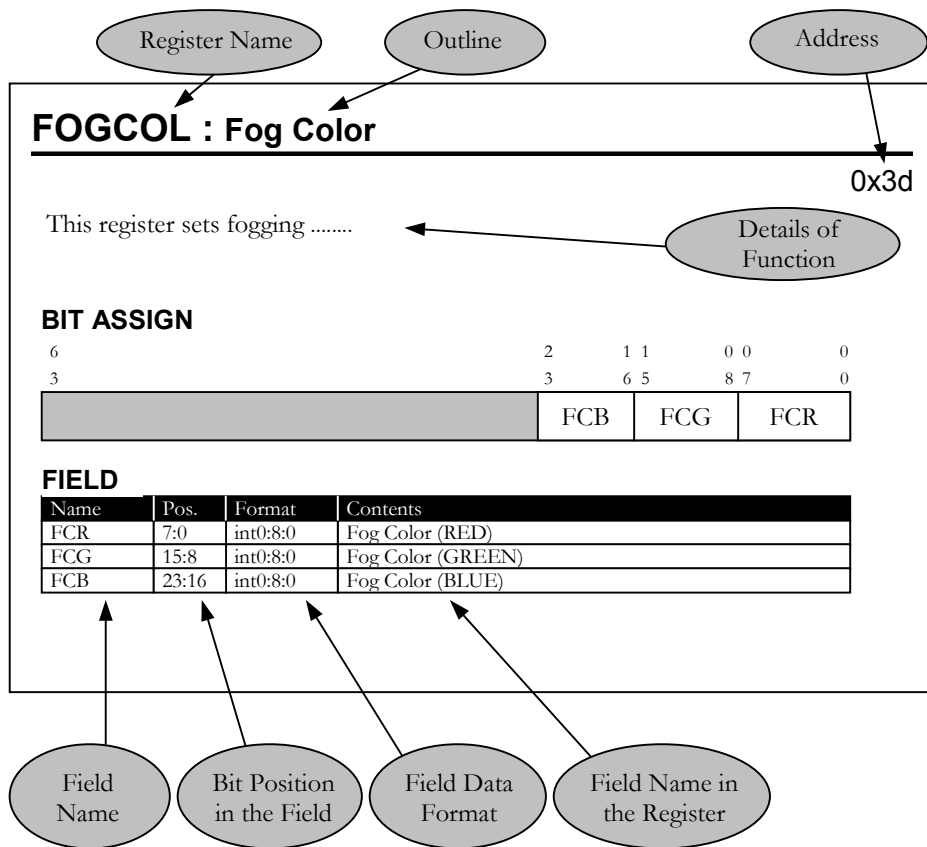 Register Name Outline Address
FOGCOL : Fog Color
0x3d
This register sets fogging ........
Details of
Function
BIT ASSIGN
6 2 1 1 0 0 0
3 3 6 5 8 7 0
FCB FCG FCR
FIELD
Name Pos. Format Contents
FCR 7:0 int0:8:0 Fog Color (RED)
FCG 15:8 int0:8:0 Fog Color (GREEN)
FCB 23:16 int0:8:0 Fog Color (BLUE)
Field Bit Position Field Data Field Name in
Name in the Field Format the Register